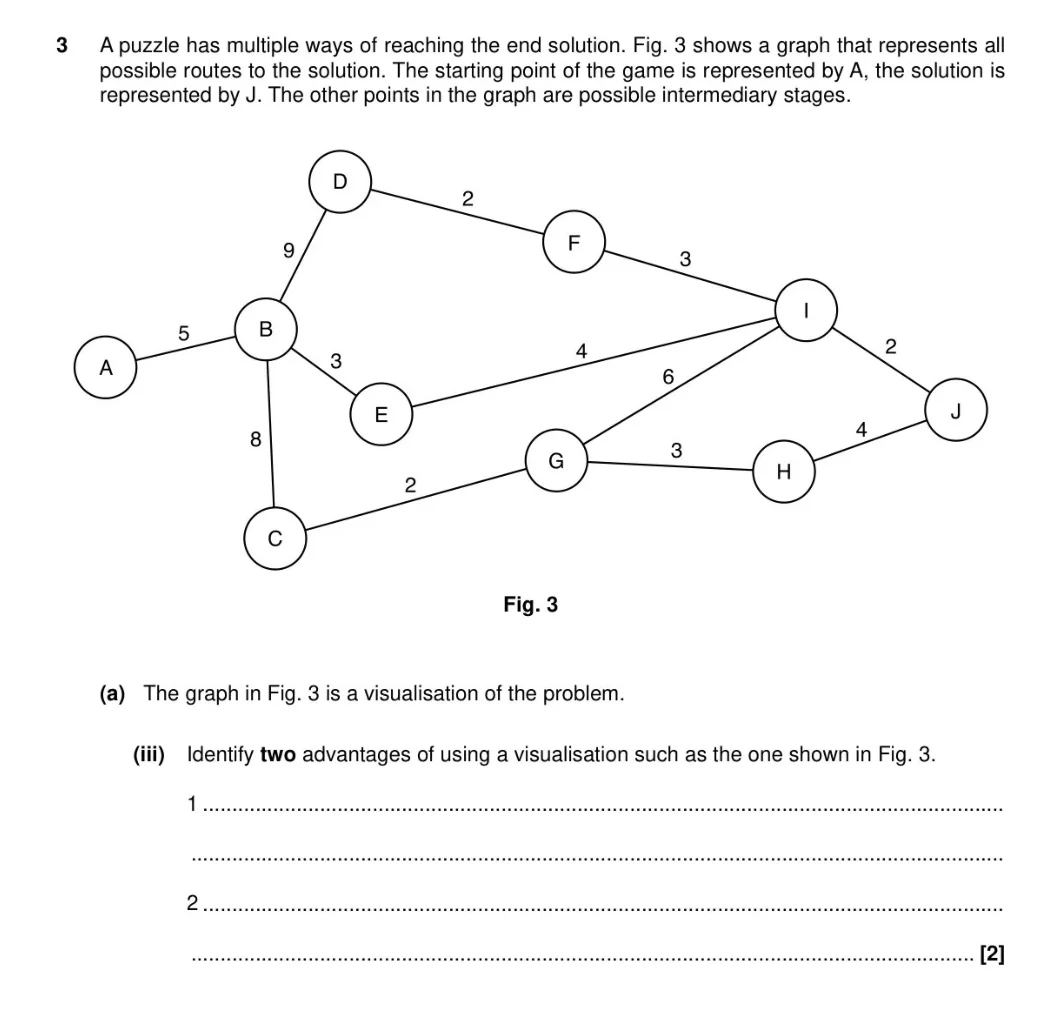 3 A puzzle has multiple ways of reaching the end solution. Fig. 3 shows a graph that represents all
possible routes to the solution. The starting point of the game is represented by A, the solution is
represented by J. The other points in the graph are possible intermediary stages.
D
2
F
9
3
I
5
B
A
3
4
2
E
6
J
8
4
G
3
H
2
C
Fig. 3
(a) The graph in Fig. 3 is a visualisation of the problem.
(iii) Identify two advantages of using a visualisation such as the one shown in Fig. 3.
1 ................................................................
................................................................
2 ................................................................
................................................................ [2]